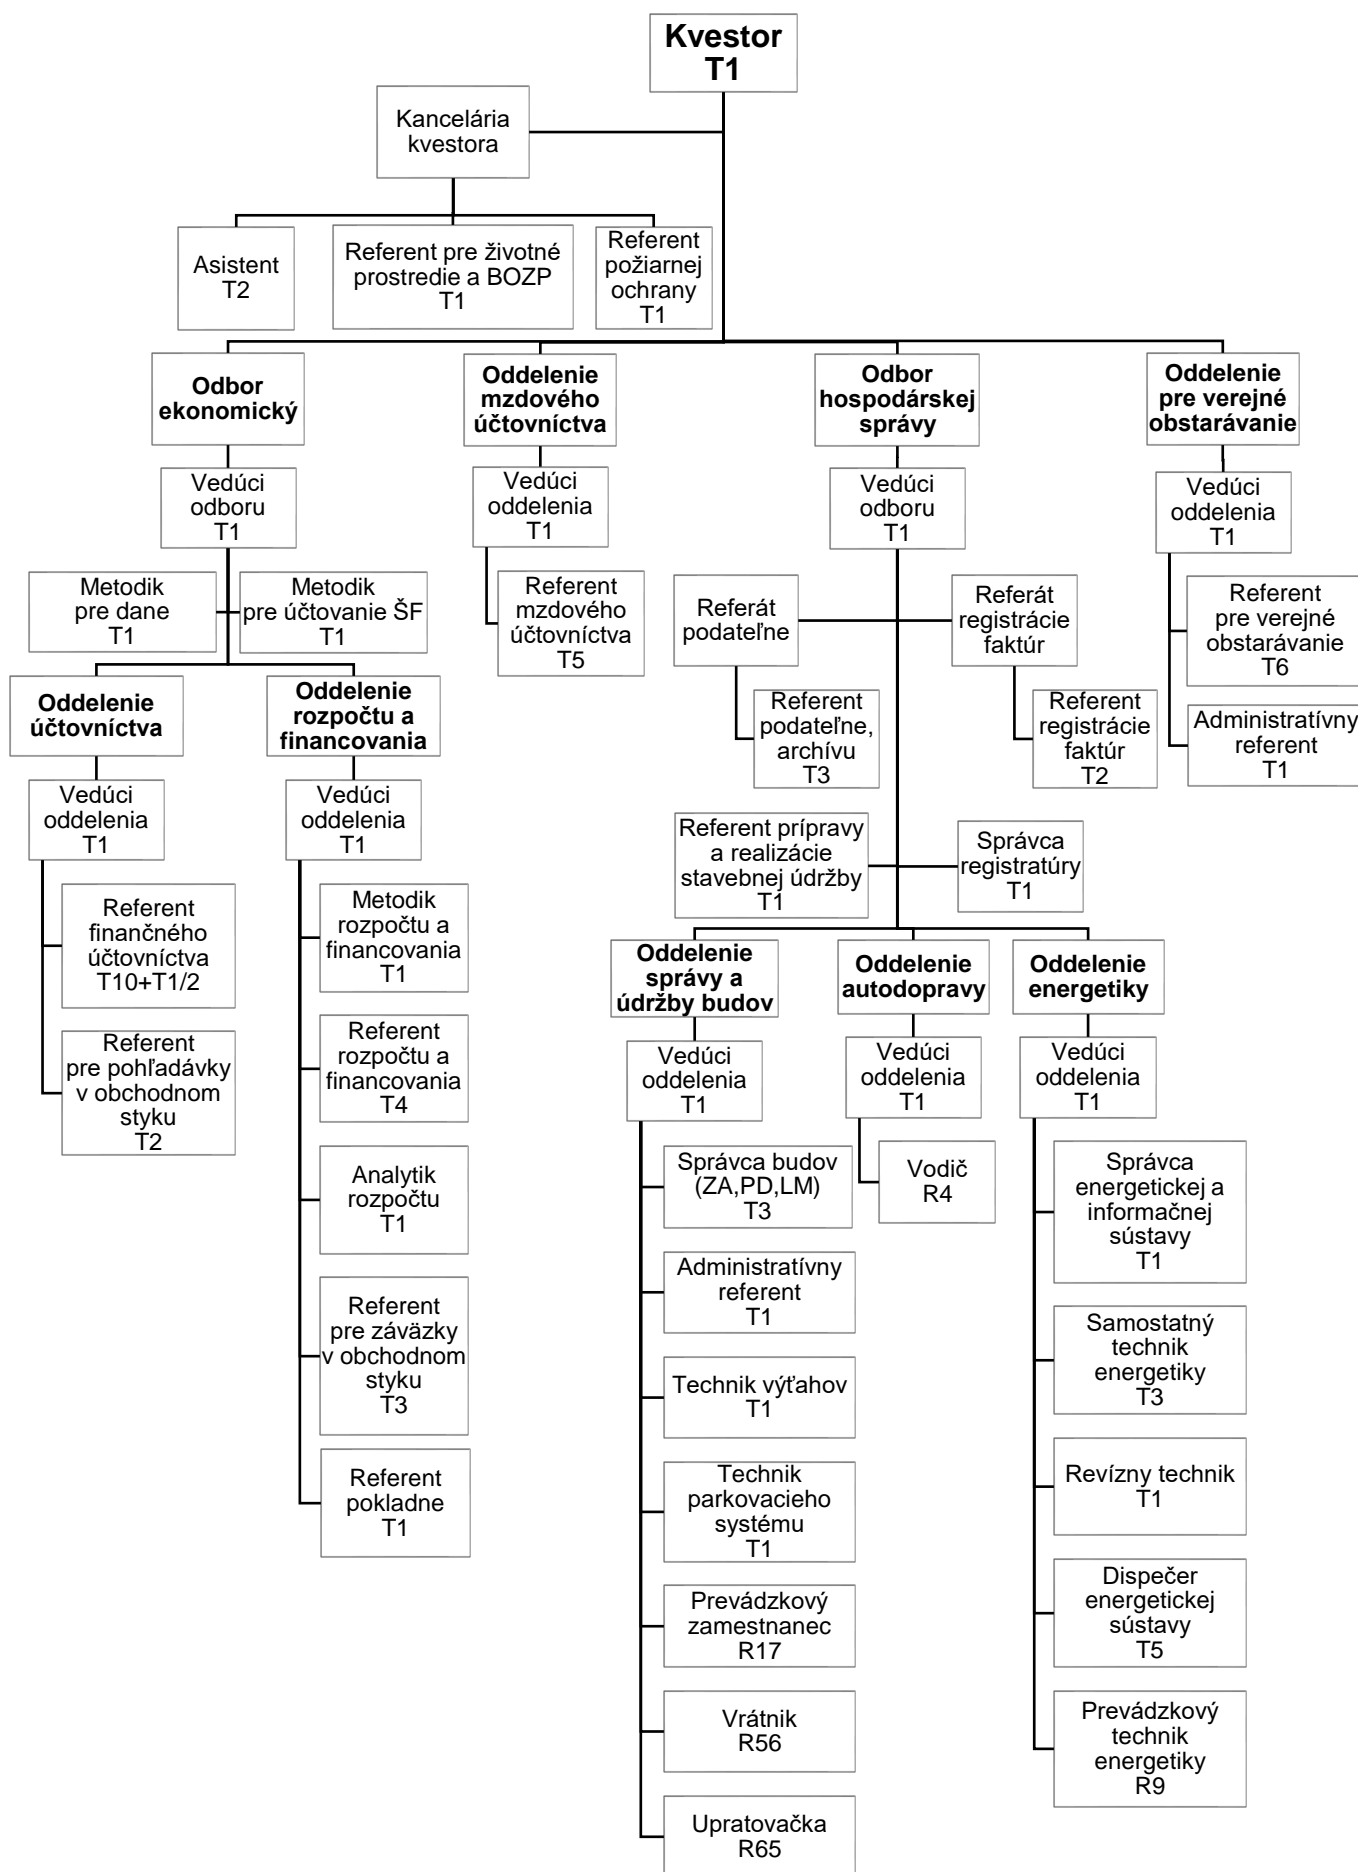 Kvestor
T1
Kancelária
kvestora
Asistent
T2
Referent pre životné
prostredie a BOZP
T1
Referent
požiarnej
ochrany
T1
Odbor
ekonomický
Vedúci
odboru
T1
Metodik
pre dane
T1
Metodik
pre účtovanie ŠF
T1
Oddelenie
účtovníctva
Vedúci
oddelenia
T1
Referent
finančného
účtovníctva
T10+T1/2
Referent
pre pohľadávky
v obchodnom
styku
T2
Oddelenie
rozpočtu a
financovania
Vedúci
oddelenia
T1
Metodik
rozpočtu a
financovania
T1
Referent
rozpočtu a
financovania
T4
Analytik
rozpočtu
T1
Referent
pre záväzky
v obchodnom
styku
T3
Referent
pokladne
T1
Oddelenie
mzdového
účtovníctva
Vedúci
oddelenia
T1
Referent
mzdového
účtovníctva
T5
Odbor
hospodárskej
správy
Vedúci
odboru
T1
Referát
podateľne
Referent
podateľne,
archívu
T3
Referát
registrácie
faktúr
Referent
registrácie
faktúr
T2
Referent prípravy
a realizácie
stavebnej údržby
T1
Správca
registratúry
T1
Oddelenie
správy a
údržby budov
Vedúci
oddelenia
T1
Správca budov
(ZA,PD,LM)
T3
Administratívny
referent
T1
Technik výťahov
T1
Technik
parkovacieho
systému
T1
Prevádzkový
zamestnanec
R17
Vrátnik
R56
Upratovačka
R65
Oddelenie
autodopravy
Vedúci
oddelenia
T1
Vodič
R4
Oddelenie
energetiky
Vedúci
oddelenia
T1
Správca
energetickej a
informačnej
sústavy
T1
Samostatný
technik
energetiky
T3
Revízny technik
T1
Dispečer
energetickej
sústavy
T5
Prevádzkový
technik
energetiky
R9
Oddelenie
pre verejné
obstarávanie
Vedúci
oddelenia
T1
Referent
pre verejné
obstarávanie
T6
Administratívny
referent
T1